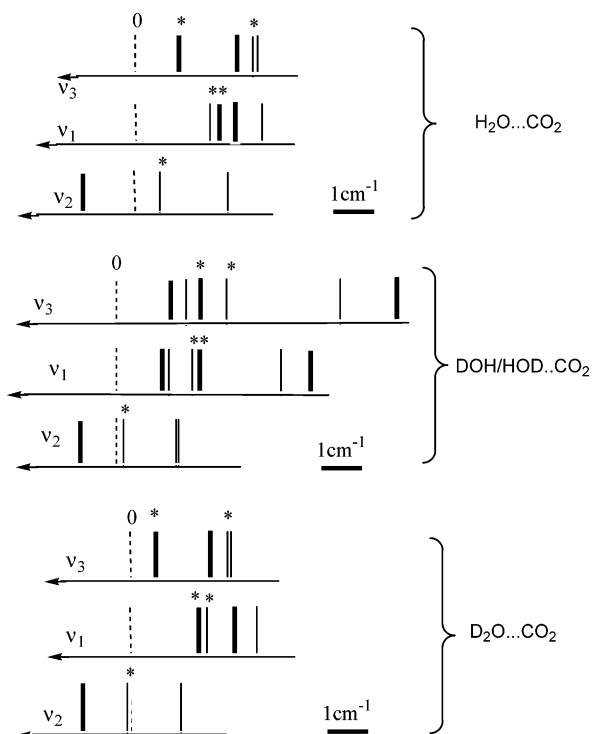 0 * *
ν₃
**
ν₁
H₂O...CO₂
*
ν₂
1cm⁻¹
0 * *
ν₃
**
ν₁
DOH/HOD..CO₂
*
ν₂
1cm⁻¹
0 * *
ν₃
* *
ν₁
D₂O...CO₂
*
ν₂
1cm⁻¹